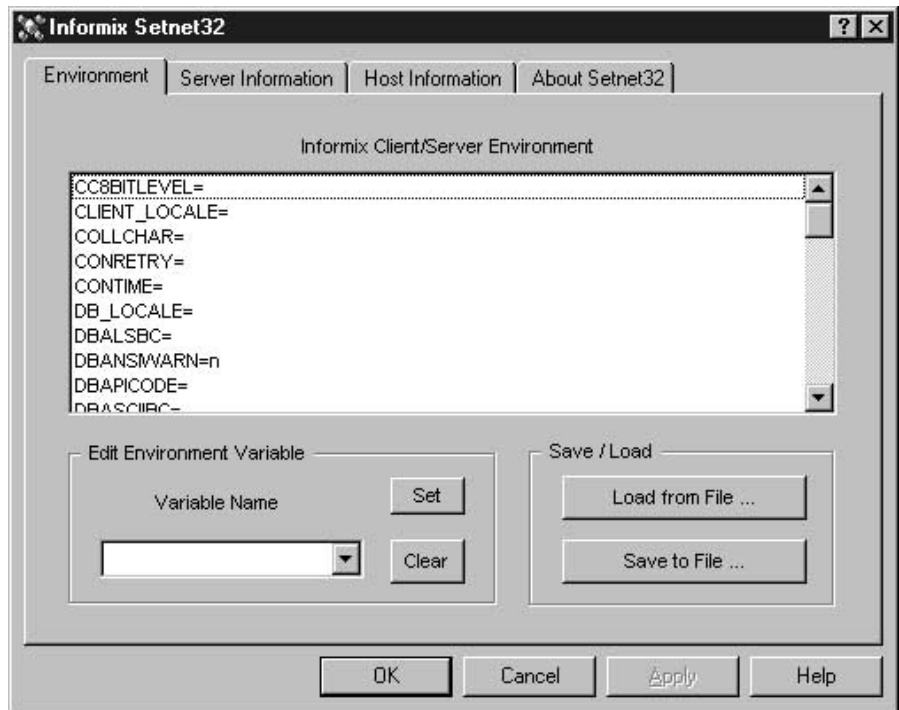 Informix Setnet32
Environment Server Information Host Information About Setnet32
Informix Client/Server Environment
CC8BITLEVEL=
CLIENT_LOCALE=
COLLCHAR=
CONRETRY=
CONTIME=
DB_LOCALE=
DBALSBC=
DBANSIWARN=n
DBAPICODE=
DBASCIIBC=
Edit Environment Variable
Variable Name
Set
Clear
Save / Load
Load from File ...
Save to File ...
OK Cancel Apply Help